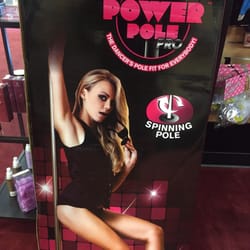 POWER
POLE
PRO
THE DANCER'S POLE FIT FOR EVERYBODY!
SPINNING
POLE